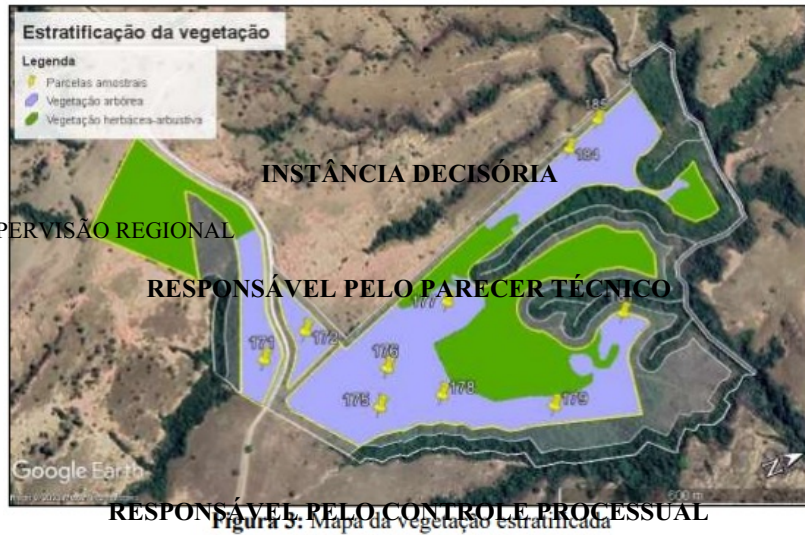 Estratificação da vegetação
Legenda
Parcelas amostrais
Vegetação arbórea
Vegetação herbácea-arbustiva
185
184
INSTÂNCIA DECISÓRIA
PERVISÃO REGIONAL
RESPONSÁVEL PELO PARECER TÉCNICO
177
171
172
176
175
178
179
Google Earth
600 m
N
RESPONSÁVEL PELO CONTROLE PROCESSUAL
Figura 3: Mapa da vegetação estratificada